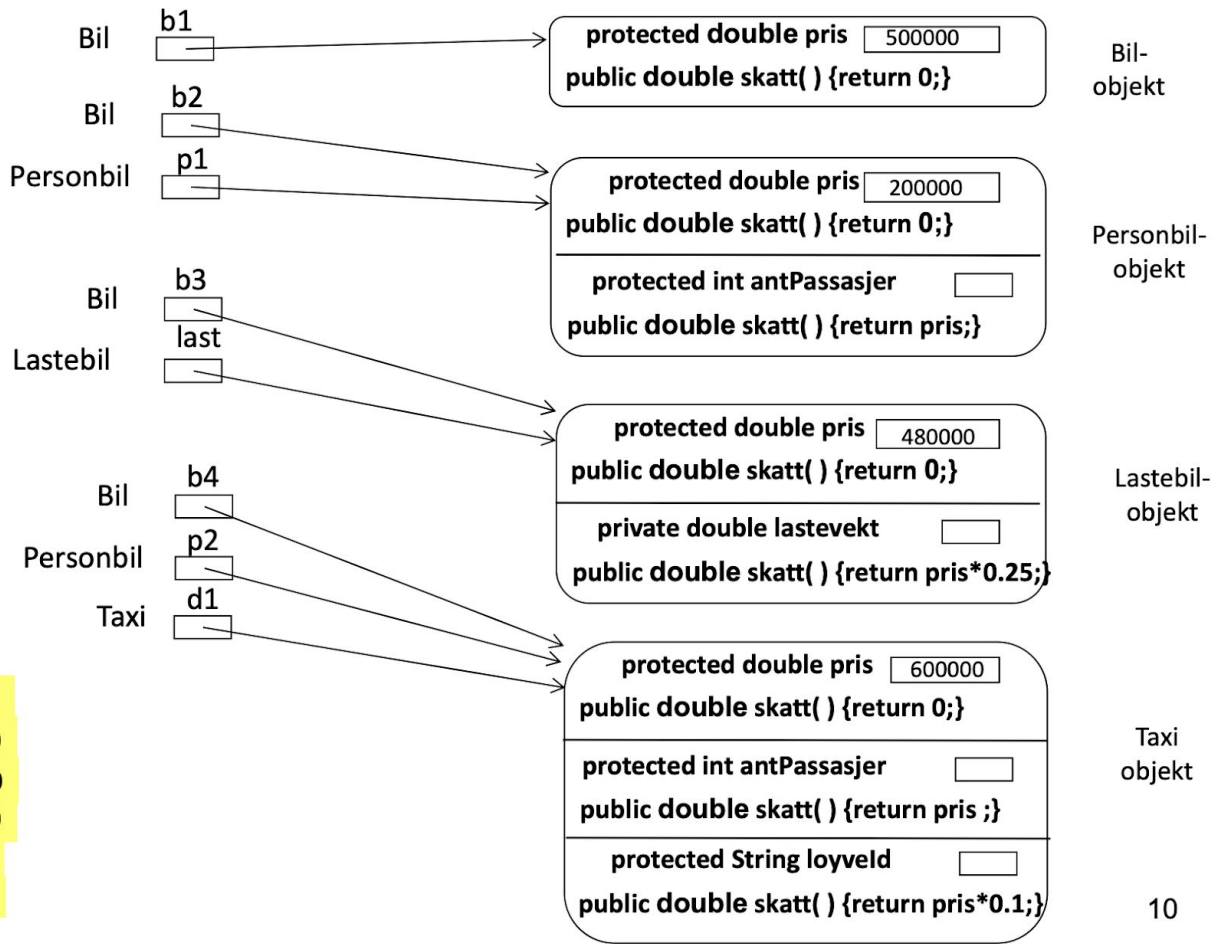 b1
Bil
protected double pris 500000
public double skatt( ) {return 0;}
Bil-
objekt
b2
Bil
p1
Personbil
protected double pris 200000
public double skatt( ) {return 0;}
protected int antPassasjer
public double skatt( ) {return pris;}
Personbil-
objekt
b3
Bil
last
Lastebil
protected double pris 480000
public double skatt( ) {return 0;}
private double lastevekt
public double skatt( ) {return pris*0.25;}
Lastebil-
objekt
b4
Bil
p2
Personbil
d1
Taxi
protected double pris 600000
public double skatt( ) {return 0;}
protected int antPassasjer
public double skatt( ) {return pris ;}
protected String loyveId
public double skatt( ) {return pris*0.1;}
Taxi
objekt
10